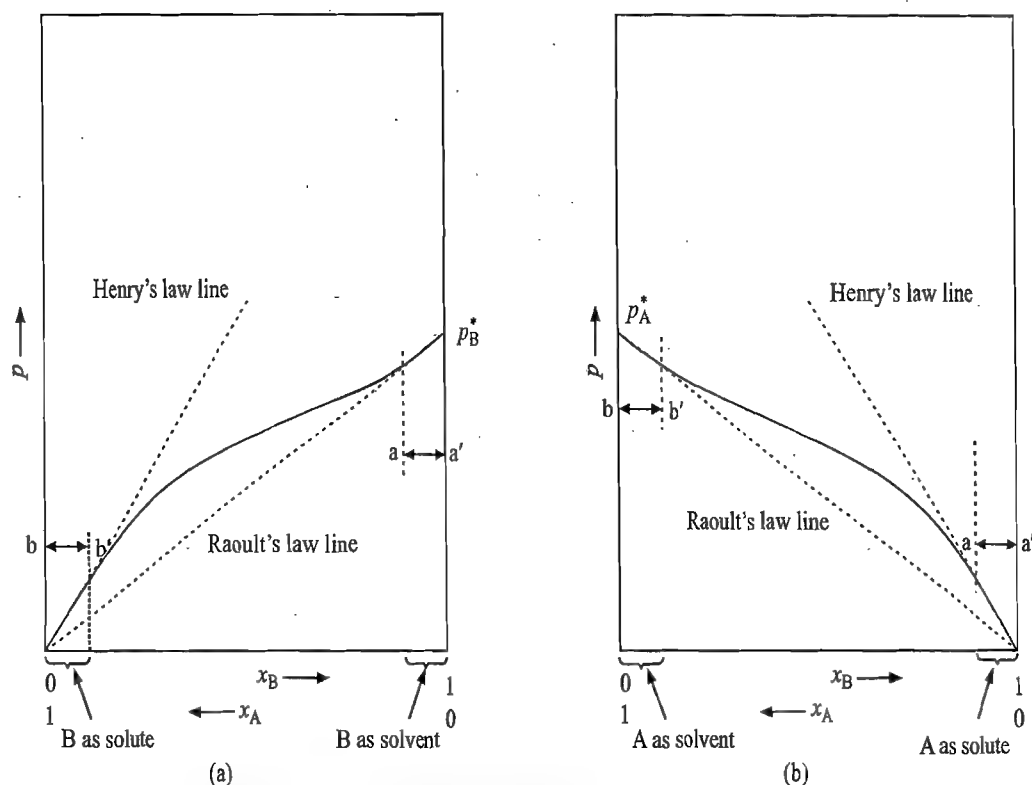 Henry's law line
p
p*B
b
b'
a
a'
Raoult's law line
0
1
xB
xA
1
0
B as solute
B as solvent
(a)
Henry's law line
p*A
p
b
b'
Raoult's law line
a
a'
0
1
xB
xA
1
0
A as solvent
A as solute
(b)